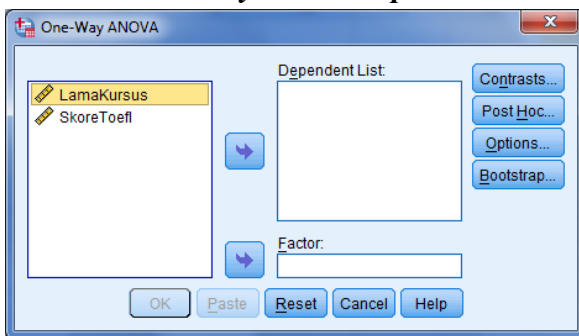 One-Way ANOVA
Dependent List:
LamaKursus
SkoreToefl
Contrasts...
Post Hoc...
Options...
Bootstrap...
Factor:
OK Paste Reset Cancel Help